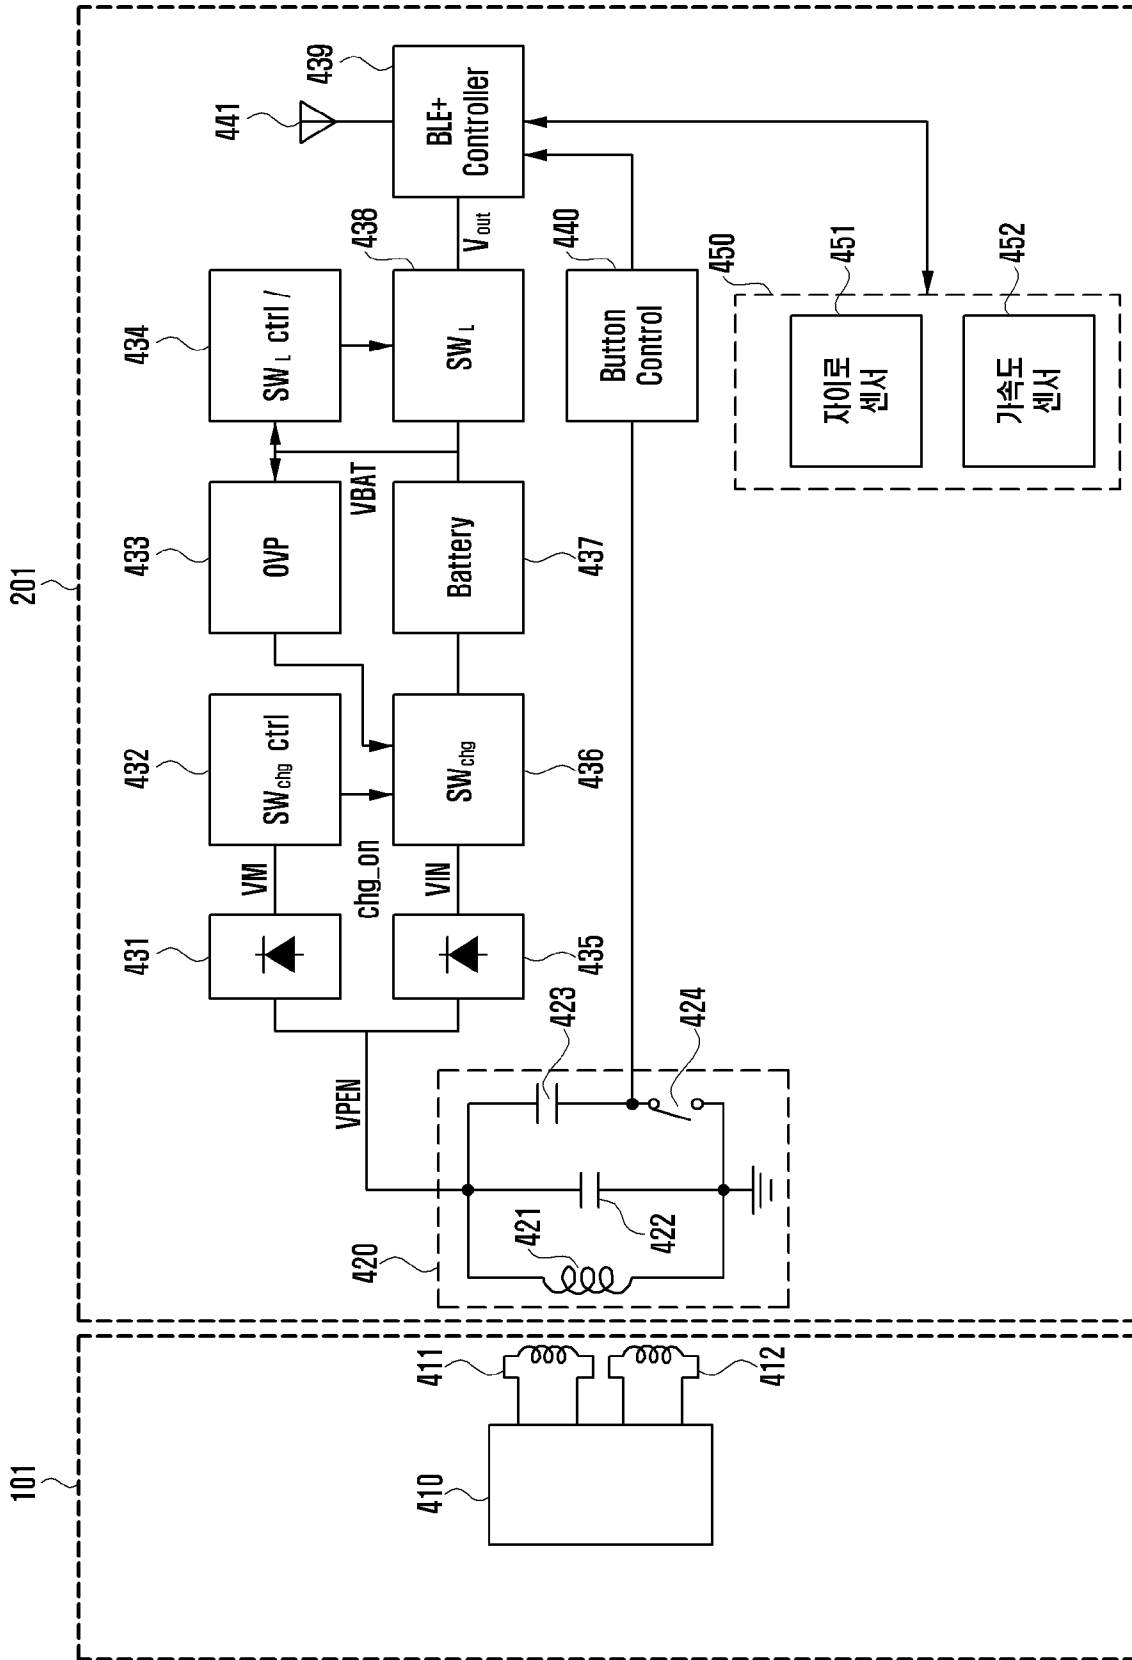 101
201
410
411
412
420
421
422
423
424
VPEN
431
VM
432
SWchg ctrl
433
OVP
434
SWL ctrl /
441
439
BLE+
Controller
chg_on
435
VIN
436
SWchg
437
Battery
VBAT
438
SWL
Vout
440
Button
Control
450
451
자이로
센서
452
가속도
센서